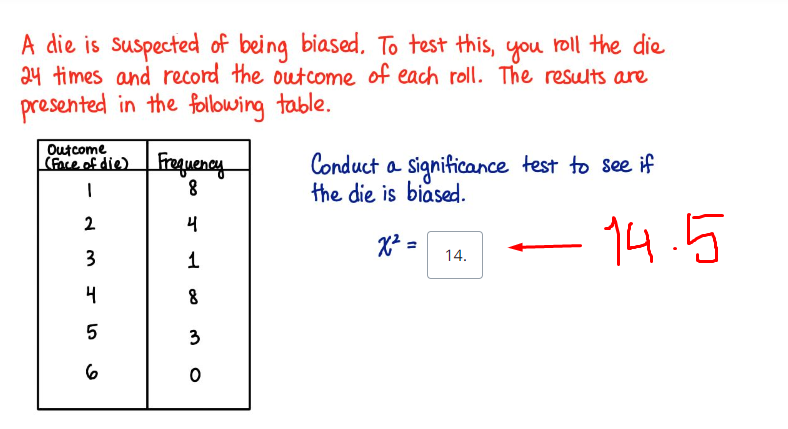 A die is suspected of being biased. To test this, you roll the die
24 times and record the outcome of each roll. The results are
presented in the following table.
Outcome
(Face of die) Frequency
1 8
2 4
3 1
4 8
5 3
6 0
Conduct a significance test to see if
the die is biased.
χ² = 14. ← 14.5